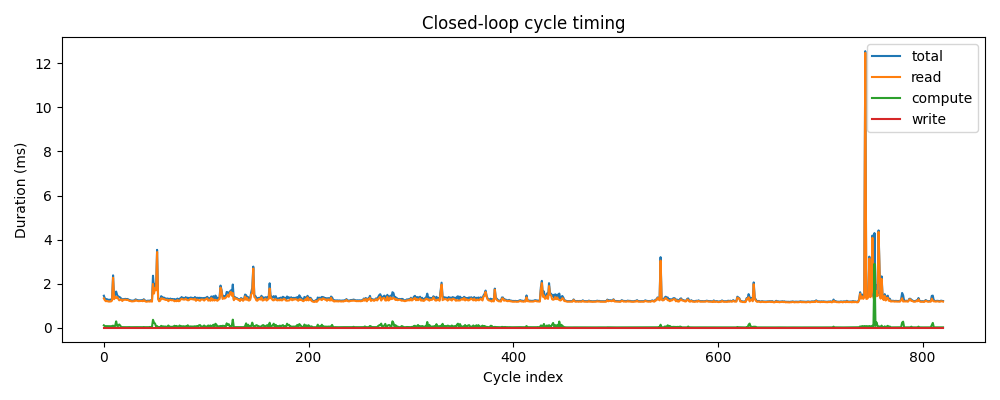 Closed-loop cycle timing
total
read
compute
write
Duration (ms)
12
10
8
6
4
2
0
0 200 400 600 800
Cycle index